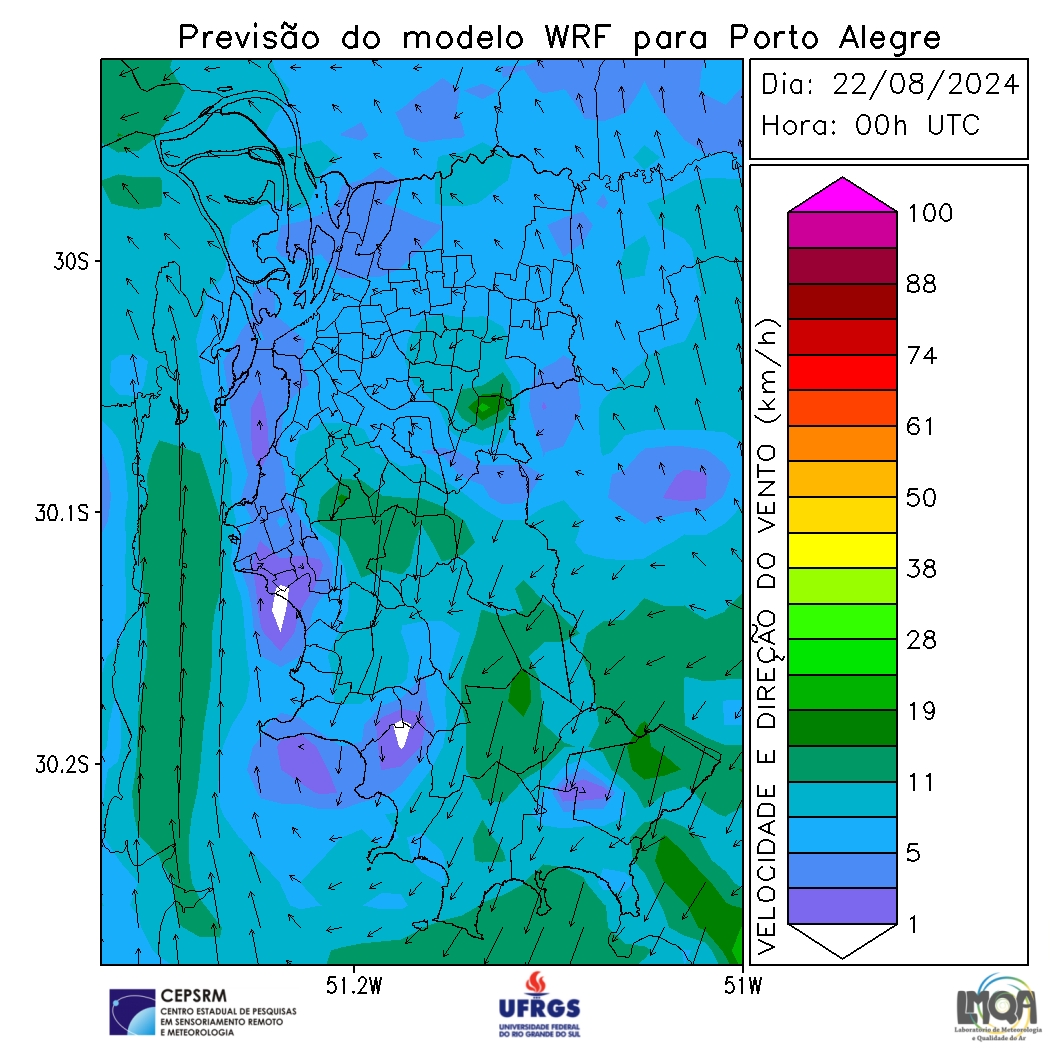 Previsão do modelo WRF para Porto Alegre
Dia: 22/08/2024
Hora: 00h UTC
30S
30.1S
30.2S
51.2W
51W
VELOCIDADE E DIREÇÃO DO VENTO (km/h)
100
88
74
61
50
38
28
19
11
5
1
CEPSRM
CENTRO ESTADUAL DE PESQUISAS
EM SENSORIAMENTO REMOTO
E METEOROLOGIA
UFRGS
UNIVERSIDADE FEDERAL
DO RIO GRANDE DO SUL
LMQA
Laboratório de Meteorologia
e Qualidade do Ar